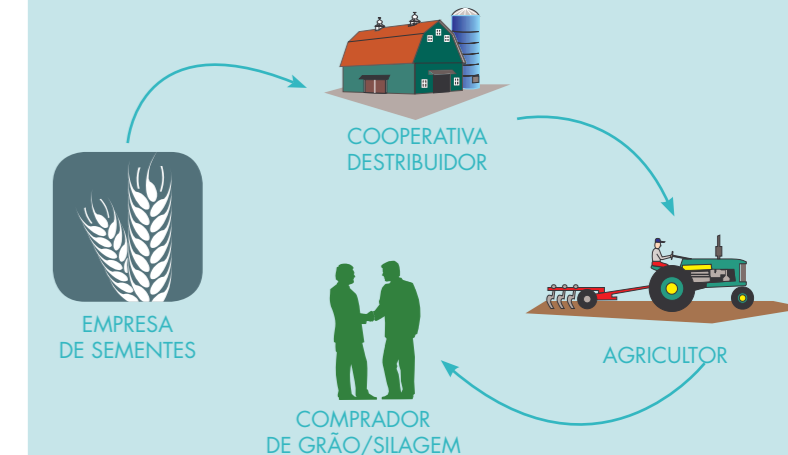 COOPERATIVA
DESTRIBUIDOR
EMPRESA
DE SEMENTES
AGRICULTOR
COMPRADOR
DE GRÃO/SILAGEM